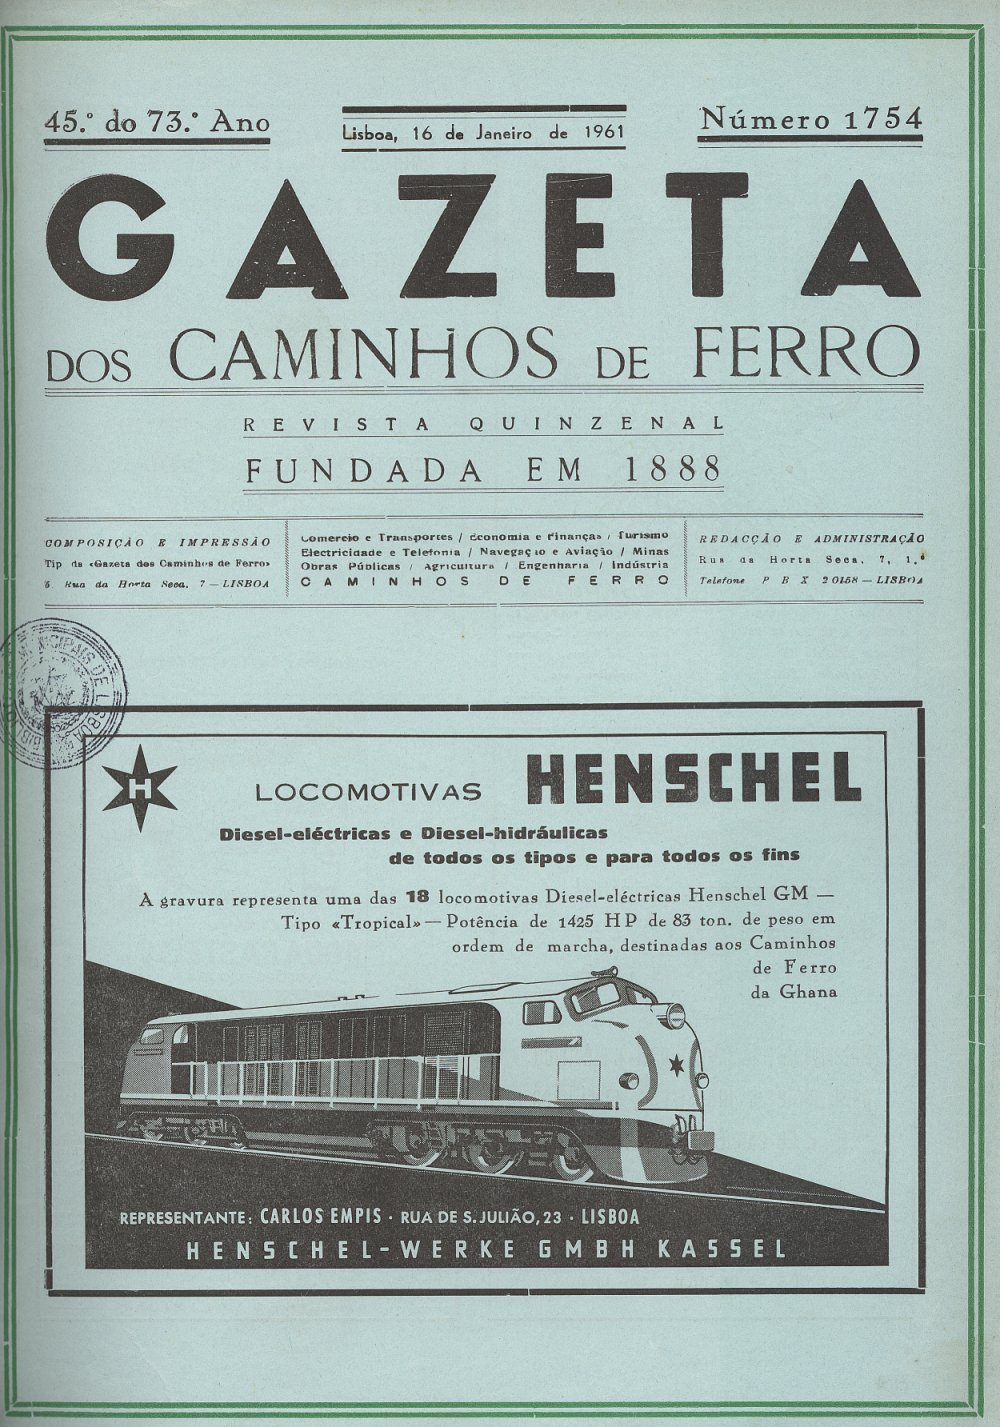 45.º do 73.º Ano
Lisboa, 16 de Janeiro de 1961
Número 1754
GAZETA
DOS CAMINHOS DE FERRO
REVISTA QUINZENAL
FUNDADA EM 1888
COMPOSIÇÃO E IMPRESSÃO
Tip da «Gazeta dos Caminhos de Ferro»
5, Rua da Horta Seca, 7 — LISBOA
Comercio e Transportes / Economia e Finanças / Turismo
Electricidade e Telefonia / Navegação e Aviação / Minas
Obras Públicas / Agricultura / Engenharia / Indústria
CAMINHOS DE FERRO
REDACÇÃO E ADMINISTRAÇÃO
Rua da Horta Seca, 7, 1.º
Telefone P B X 20158 — LISBOA
MUNICIPAIS DE LISBOA
H
LOCOMOTIVAS HENSCHEL
Diesel-eléctricas e Diesel-hidráulicas
de todos os tipos e para todos os fins
A gravura representa uma das 18 locomotivas Diesel-eléctricas Henschel GM —
Tipo «Tropical» — Potência de 1425 HP de 83 ton. de peso em
ordem de marcha, destinadas aos Caminhos
de Ferro
da Ghana
REPRESENTANTE: CARLOS EMPIS · RUA DE S. JULIÃO, 23 · LISBOA
HENSCHEL-WERKE GMBH KASSEL